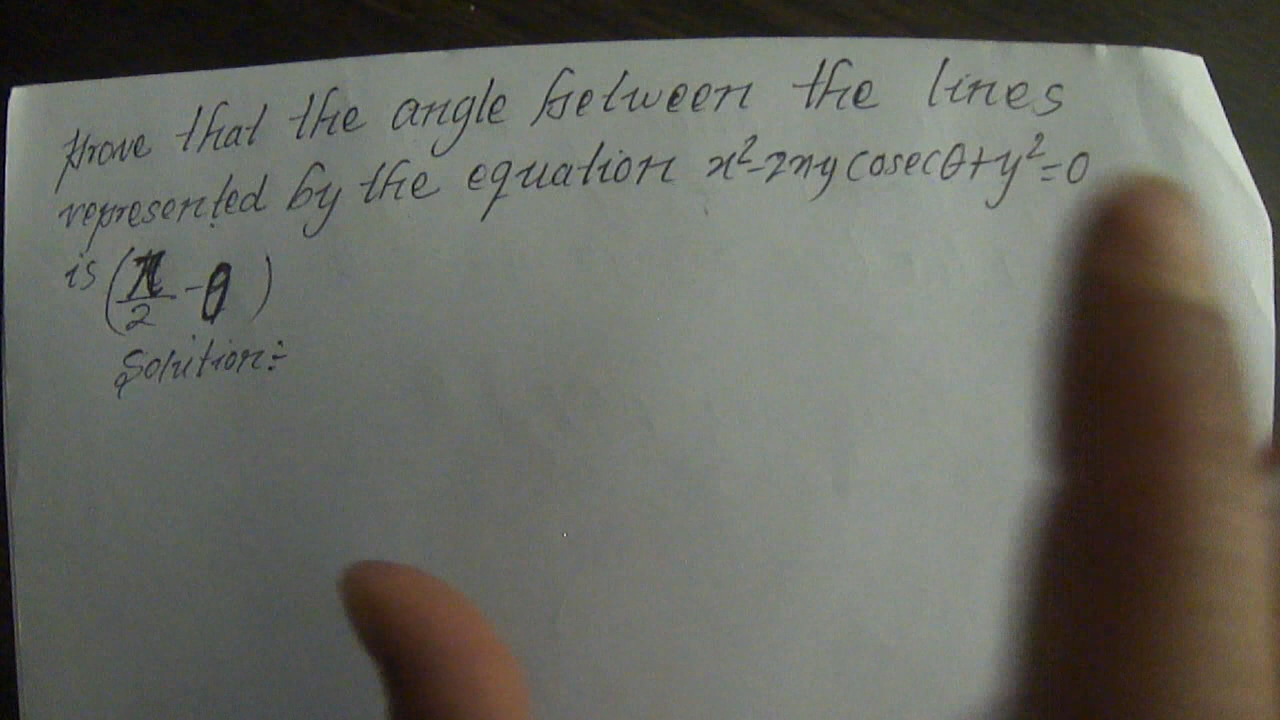 prove that the angle between the lines
represented by the equation x²-2xy cosecθ+y²=0
is (π/2 -θ)
Solution:-